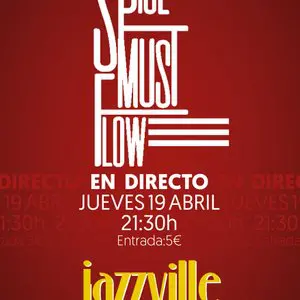 SPICE
MUST
FLOW
EN DIRECTO
JUEVES 19 ABRIL
21:30h
Entrada:5€
jazzville